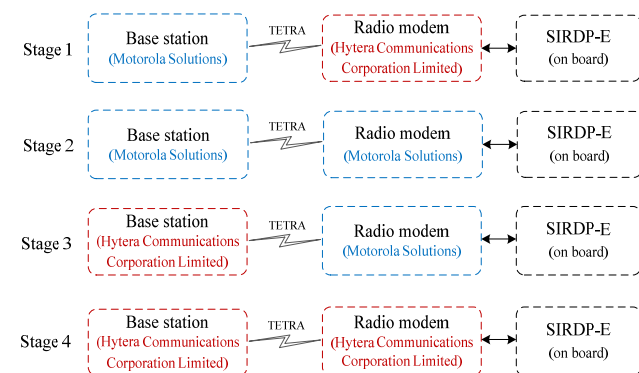 Stage 1
Base station
(Motorola Solutions)
TETRA
Radio modem
(Hytera Communications
Corporation Limited)
SIRDP-E
(on board)
Stage 2
Base station
(Motorola Solutions)
TETRA
Radio modem
(Motorola Solutions)
SIRDP-E
(on board)
Stage 3
Base station
(Hytera Communications
Corporation Limited)
TETRA
Radio modem
(Motorola Solutions)
SIRDP-E
(on board)
Stage 4
Base station
(Hytera Communications
Corporation Limited)
TETRA
Radio modem
(Hytera Communications
Corporation Limited)
SIRDP-E
(on board)